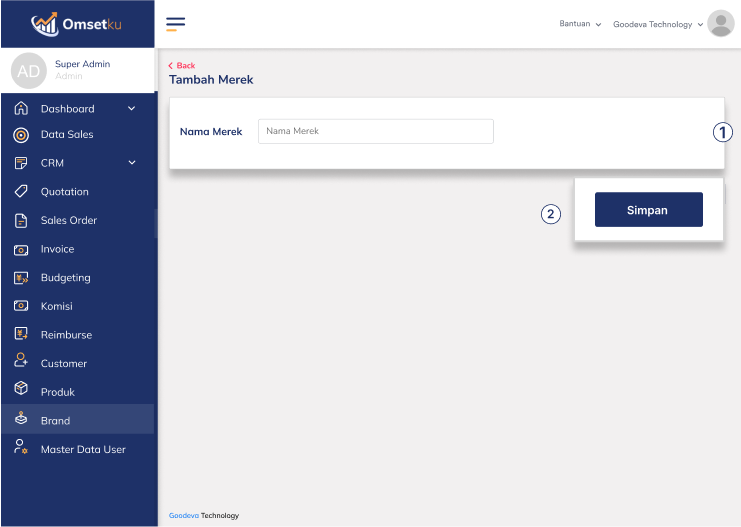 Omsetku
Bantuan
Goodeva Technology
AD
Super Admin
Admin
Back
Tambah Merek
Dashboard
Data Sales
CRM
Quotation
Sales Order
Invoice
Budgeting
Komisi
Reimburse
Customer
Produk
Brand
Master Data User
Nama Merek
Nama Merek
1
2
Simpan
Goodeva Technology